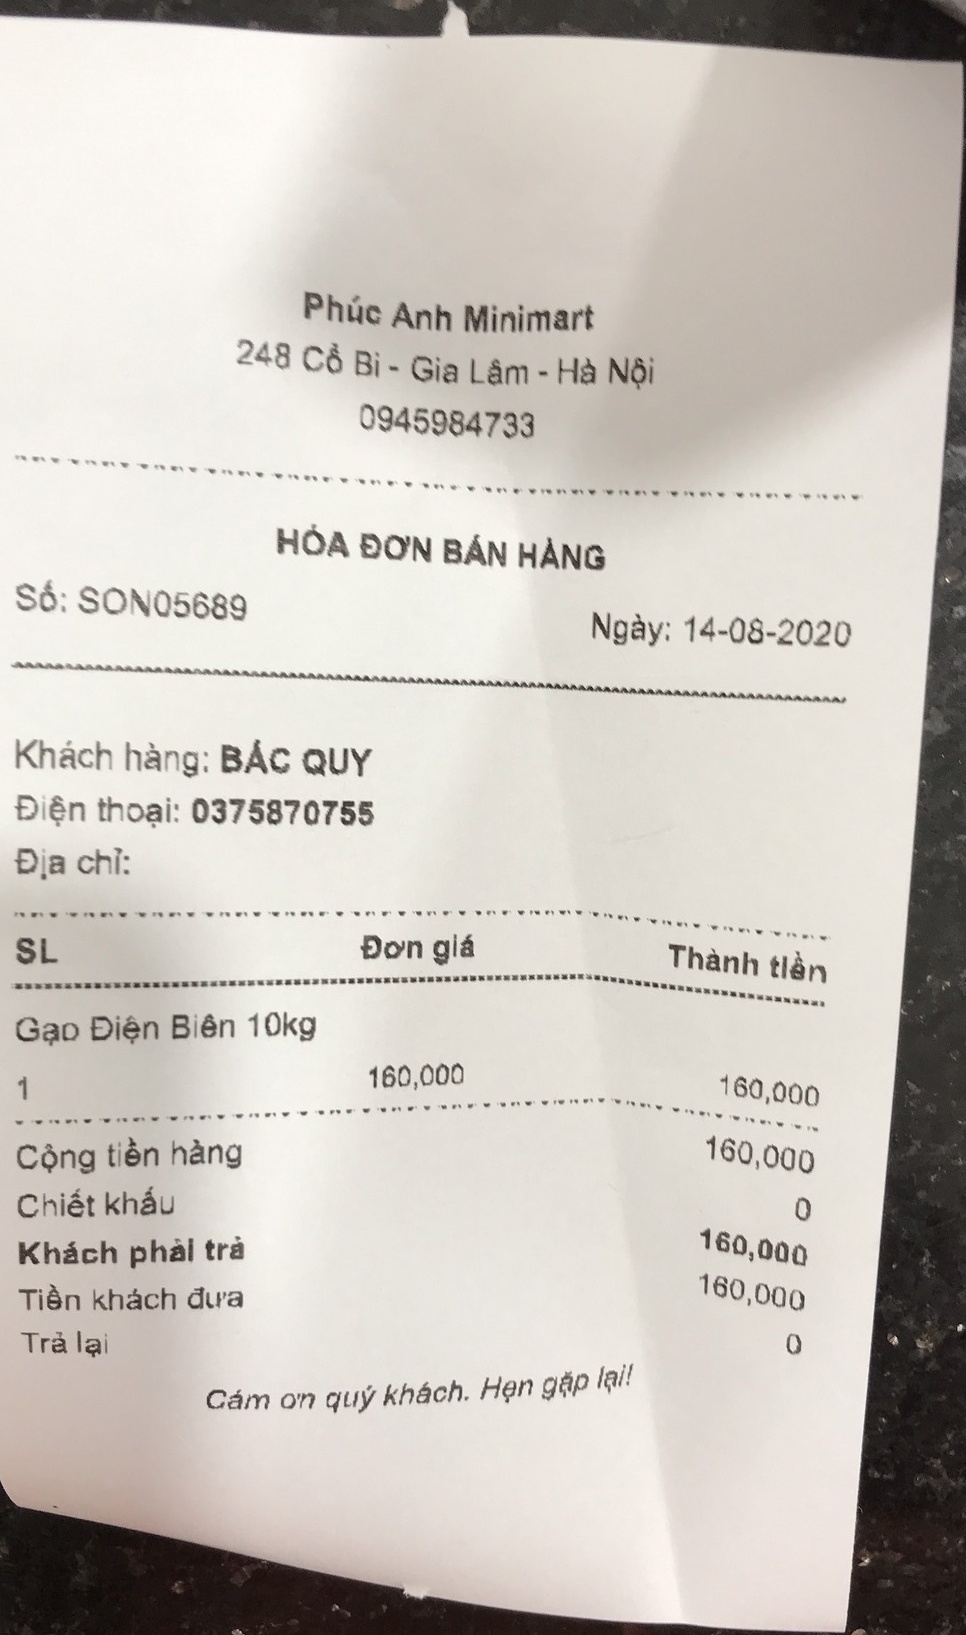 Phúc Anh Minimart
248 Cổ Bi - Gia Lâm - Hà Nội
0945984733
HÓA ĐƠN BÁN HÀNG
Số: SON05689
Ngày: 14-08-2020
Khách hàng: BÁC QUY
Điện thoại: 0375870755
Địa chỉ:
SL Đơn giá Thành tiền
Gạo Điện Biên 10kg
1 160,000 160,000
Cộng tiền hàng 160,000
Chiết khấu 0
Khách phải trả 160,000
Tiền khách đưa 160,000
Trả lại 0
Cám ơn quý khách. Hẹn gặp lại!